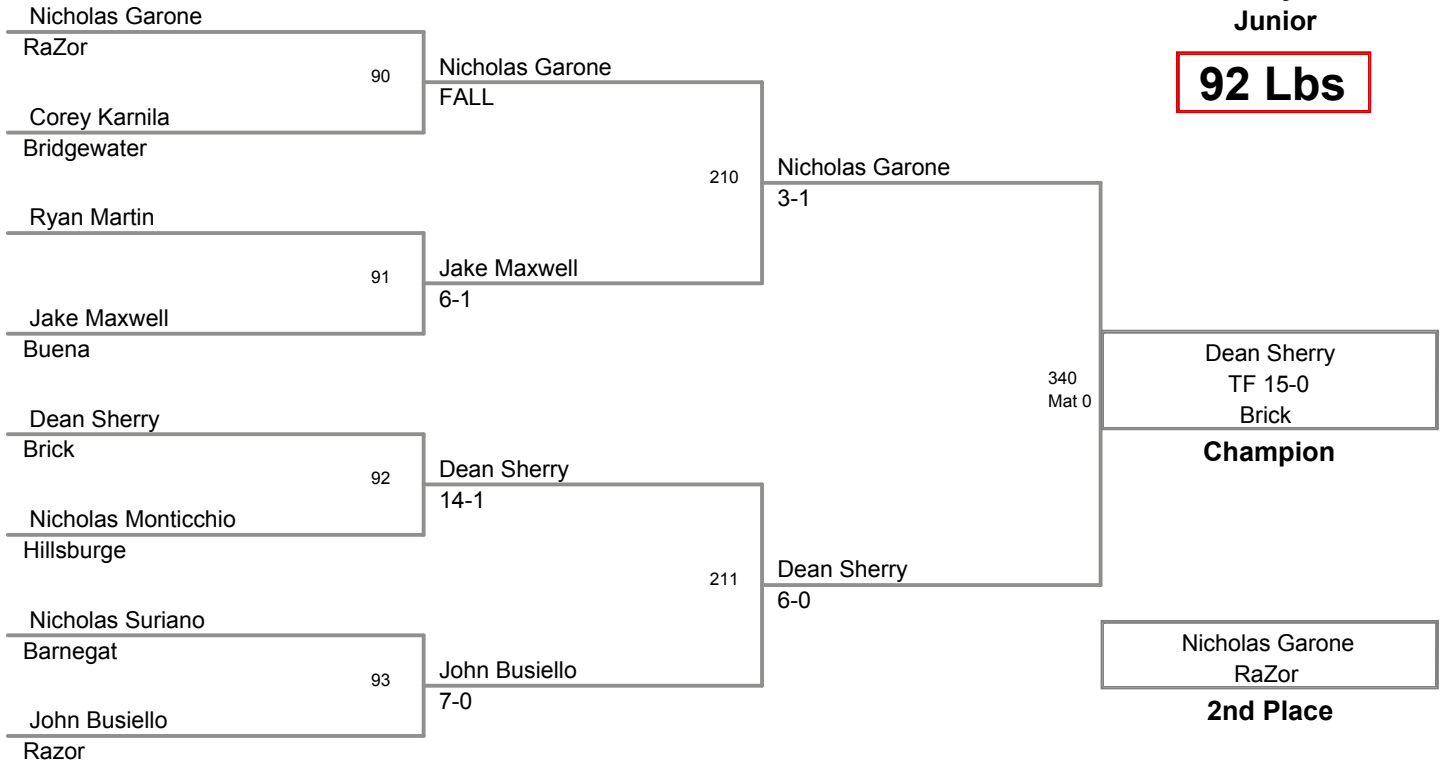 Junior
92 Lbs
Nicholas Garone
RaZor
90
Corey Karnila
Bridgewater
Nicholas Garone
FALL
Ryan Martin
91
Jake Maxwell
Buena
Jake Maxwell
6-1
210
Nicholas Garone
3-1
Dean Sherry
Brick
92
Nicholas Monticchio
Hillsburge
Dean Sherry
14-1
Nicholas Suriano
Barnegat
93
John Busiello
Razor
John Busiello
7-0
211
Dean Sherry
6-0
340
Mat 0
Dean Sherry
TF 15-0
Brick
Champion
Nicholas Garone
RaZor
2nd Place